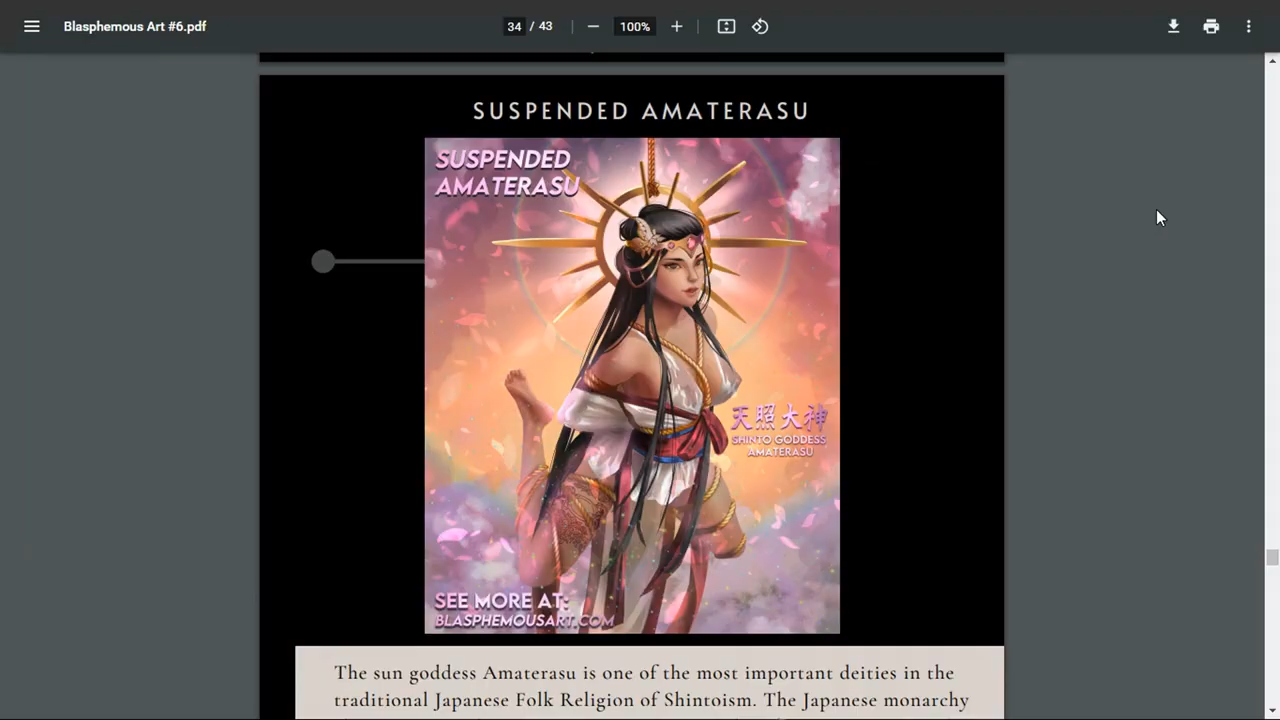 Blasphemous Art #6.pdf
34 / 43
100%
SUSPENDED AMATERASU
SUSPENDED
AMATERASU
天照大神
SHINTO GODDESS
AMATERASU
SEE MORE AT:
BLASPHEMOUSART.COM
The sun goddess Amaterasu is one of the most important deities in the
traditional Japanese Folk Religion of Shintoism. The Japanese monarchy